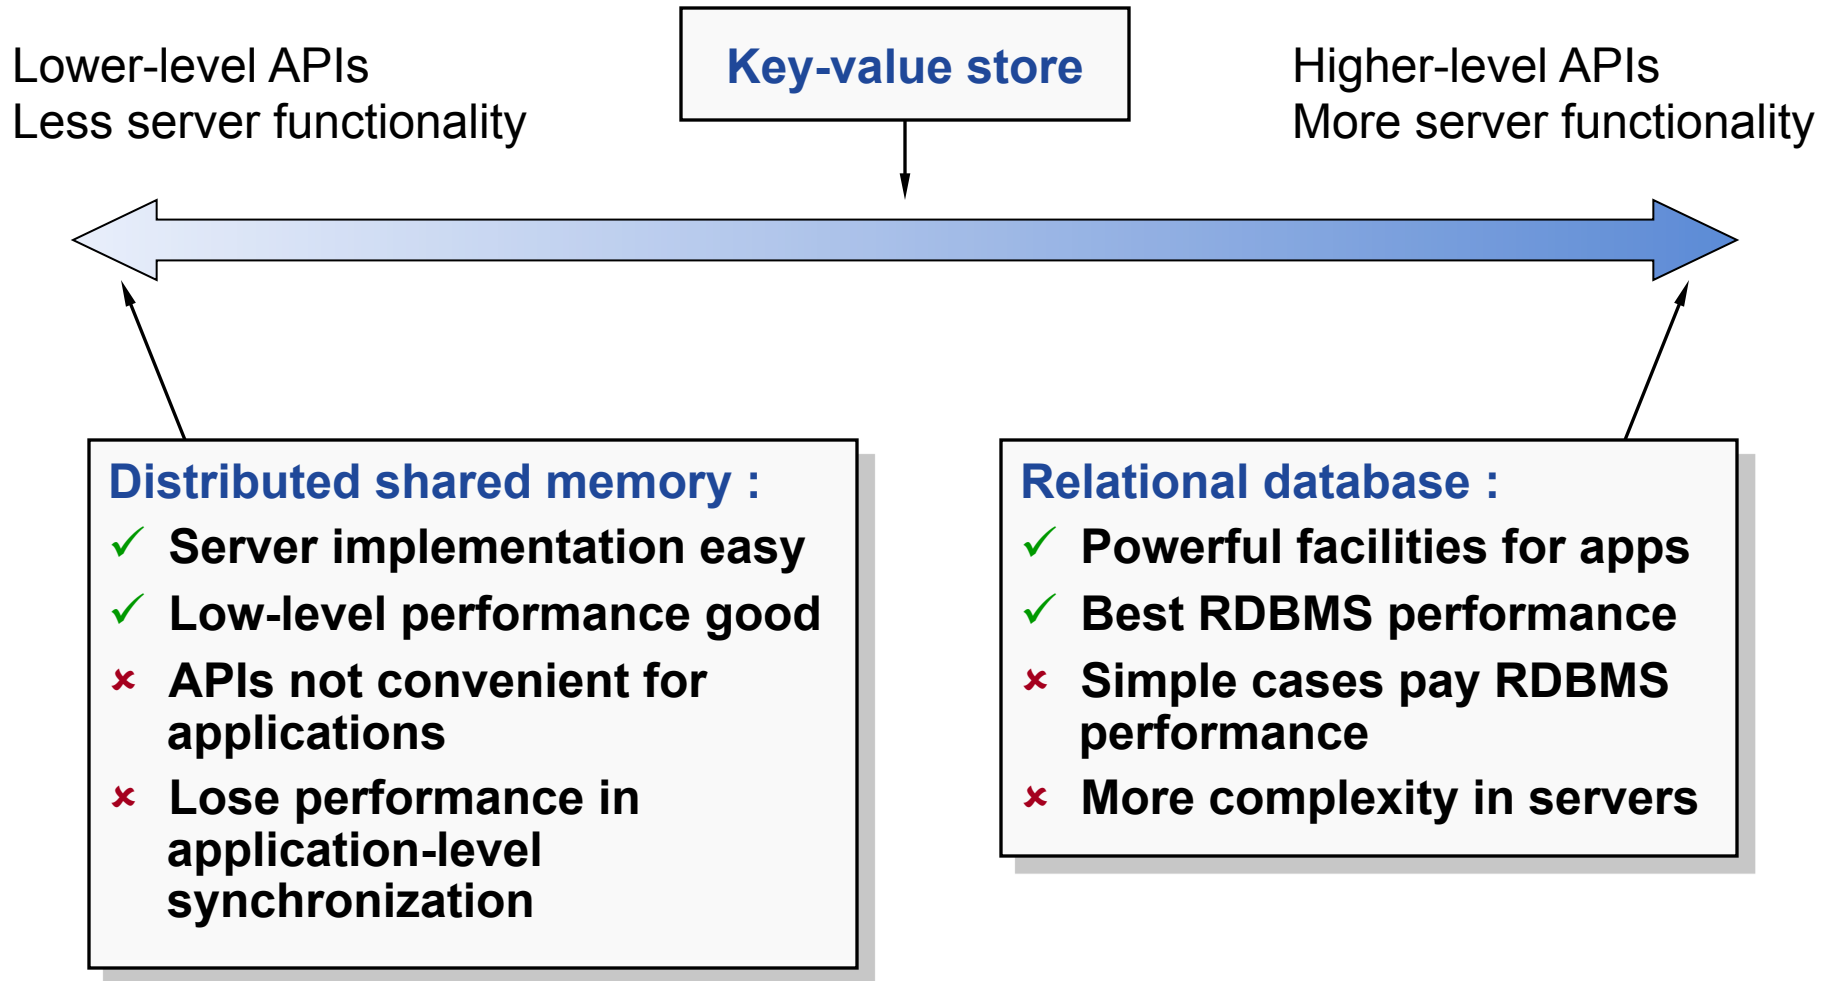 Lower-level APIs
Less server functionality
Key-value store
Higher-level APIs
More server functionality
Distributed shared memory :
✓ Server implementation easy
✓ Low-level performance good
✗ APIs not convenient for
applications
✗ Lose performance in
application-level
synchronization
Relational database :
✓ Powerful facilities for apps
✓ Best RDBMS performance
✗ Simple cases pay RDBMS
performance
✗ More complexity in servers